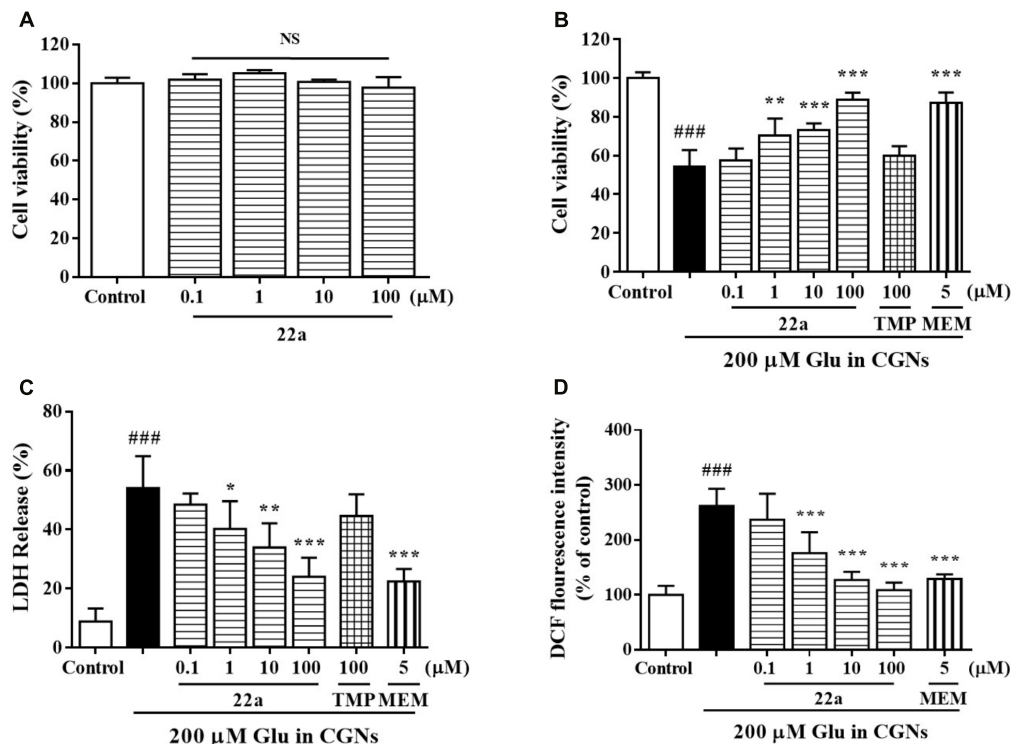 A
Cell viability (%)
120
100
80
60
40
20
0
NS
Control
0.1
1
10
100
(μM)
22a
B
Cell viability (%)
120
100
80
60
40
20
0
###
**
***
***
***
Control
0.1
1
10
100
100
5
(μM)
22a
TMP
MEM
200 μM Glu in CGNs
C
LDH Release (%)
80
60
40
20
0
###
*
**
***
***
Control
0.1
1
10
100
100
5
(μM)
22a
TMP
MEM
200 μM Glu in CGNs
D
DCF flourescence intensity
(% of control)
400
300
200
100
0
###
***
***
***
***
Control
0.1
1
10
100
5
(μM)
22a
MEM
200 μM Glu in CGNs